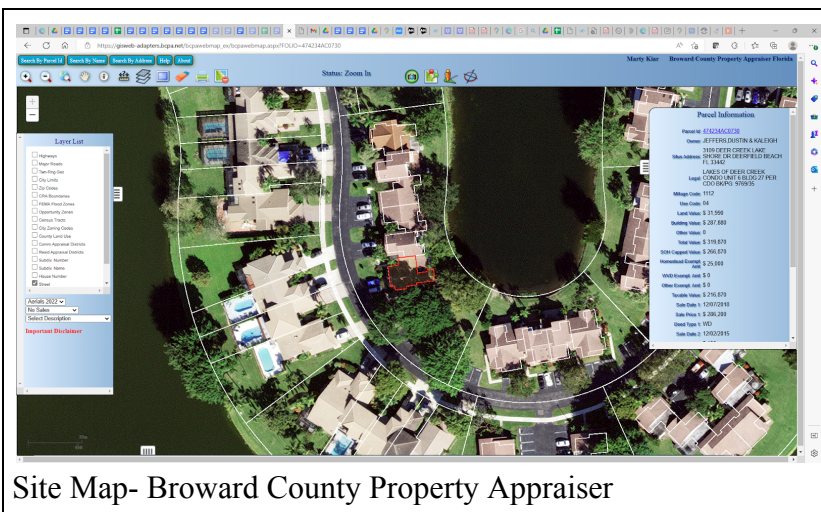 https://gisweb-adapters.bcpa.net/bcpawebmap_ex/bcpawebmap.aspx?FOLIO=474234AC0730
Search By Parcel Id Search By Name Search By Address Help About
Marty Kiar Broward County Property Appraiser Florida
Status: Zoom In
+
−
Layer List
Highways
Major Roads
Twn-Rng-Sec
City Limits
Zip Codes
CRA Boundaries
FEMA Flood Zones
Opportunity Zones
Census Tracts
City Zoning Codes
County Land Use
Comm Appraisal Districts
Resid Appraisal Districts
Subdiv. Number
Subdiv. Name
House Number
Street
Aerials 2022
No Sales
Select Description
Important Disclaimer
Parcel Information
Parcel Id: 474234AC0730
Owner: JEFFERS,DUSTIN & KALEIGH
Situs Address: 3109 DEER CREEK LAKE
SHORE DR DEERFIELD BEACH
FL 33442
Legal: LAKES OF DEER CREEK
CONDO UNIT 6 BLDG 27 PER
CDO BK/PG: 9769/35
Millage Code: 1112
Use Code: 04
Land Value: $ 31,990
Building Value: $ 287,880
Other Value: 0
Total Value: $ 319,870
SOH Capped Value: $ 266,870
Homestead Exempt Amt: $ 25,000
WVD Exempt. Amt: $ 0
Other Exempt. Amt: $ 0
Taxable Value: $ 216,870
Sale Date 1: 12/07/2018
Sale Price 1: $ 286,200
Deed Type 1: WD
Sale Date 2: 12/02/2015
Site Map- Broward County Property Appraiser